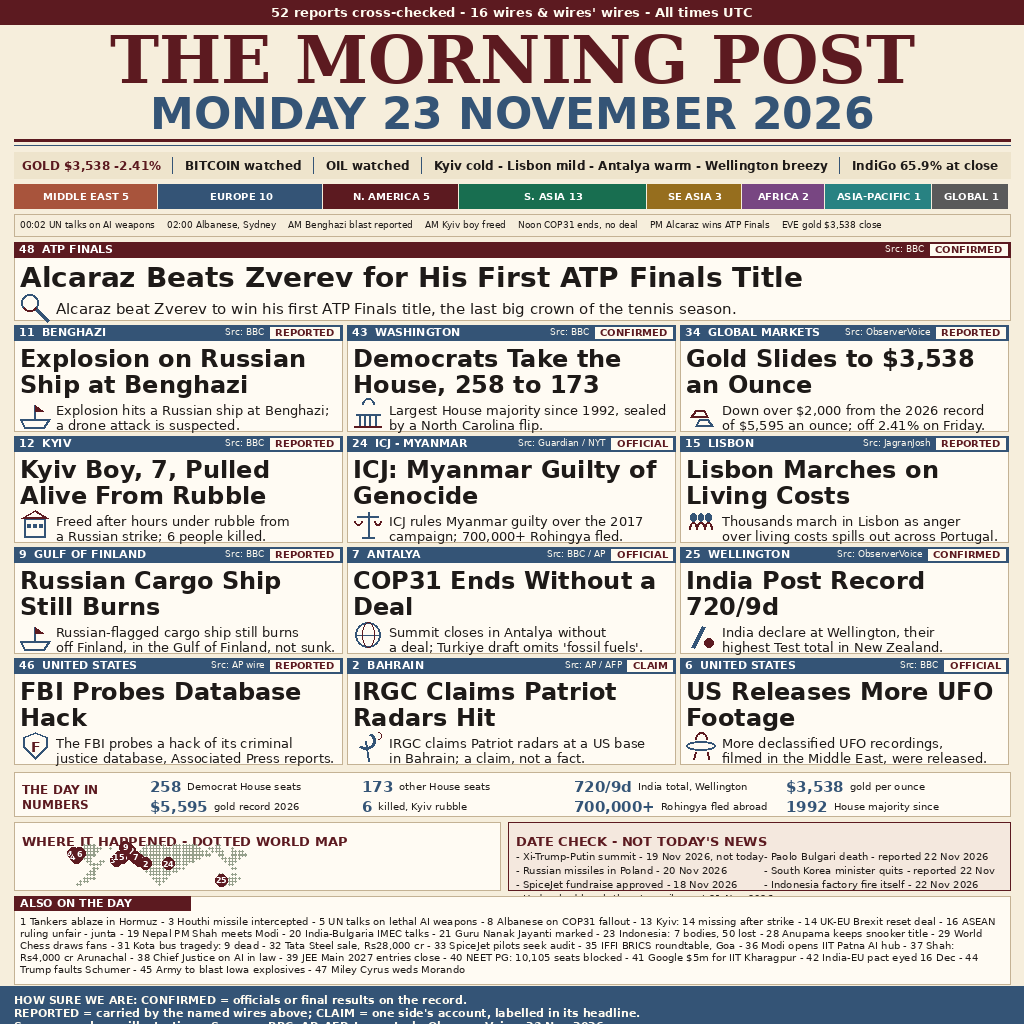 52 reports cross-checked - 16 wires & wires' wires - All times UTC
THE MORNING POST
MONDAY 23 NOVEMBER 2026
GOLD $3,538 -2.41%
BITCOIN watched
OIL watched
Kyiv cold - Lisbon mild - Antalya warm - Wellington breezy
IndiGo 65.9% at close
MIDDLE EAST 5
EUROPE 10
N. AMERICA 5
S. ASIA 13
SE ASIA 3
AFRICA 2
ASIA-PACIFIC 1
GLOBAL 1
00:02 UN talks on AI weapons 02:00 Albanese, Sydney AM Benghazi blast reported AM Kyiv boy freed Noon COP31 ends, no deal PM Alcaraz wins ATP Finals EVE gold $3,538 close
48 ATP FINALS
Src: BBC CONFIRMED
Alcaraz Beats Zverev for His First ATP Finals Title
Alcaraz beat Zverev to win his first ATP Finals title, the last big crown of the tennis season.
11 BENGHAZI
Src: BBC REPORTED
Explosion on Russian
Ship at Benghazi
Explosion hits a Russian ship at Benghazi;
a drone attack is suspected.
43 WASHINGTON
Src: BBC CONFIRMED
Democrats Take the
House, 258 to 173
Largest House majority since 1992, sealed
by a North Carolina flip.
34 GLOBAL MARKETS
Src: ObserverVoice REPORTED
Gold Slides to $3,538
an Ounce
Down over $2,000 from the 2026 record
of $5,595 an ounce; off 2.41% on Friday.
12 KYIV
Src: BBC REPORTED
Kyiv Boy, 7, Pulled
Alive From Rubble
Freed after hours under rubble from
a Russian strike; 6 people killed.
24 ICJ - MYANMAR
Src: Guardian / NYT OFFICIAL
ICJ: Myanmar Guilty of
Genocide
ICJ rules Myanmar guilty over the 2017
campaign; 700,000+ Rohingya fled.
15 LISBON
Src: JagranJosh REPORTED
Lisbon Marches on
Living Costs
Thousands march in Lisbon as anger
over living costs spills out across Portugal.
9 GULF OF FINLAND
Src: BBC REPORTED
Russian Cargo Ship
Still Burns
Russian-flagged cargo ship still burns
off Finland, in the Gulf of Finland, not sunk.
7 ANTALYA
Src: BBC / AP OFFICIAL
COP31 Ends Without a
Deal
Summit closes in Antalya without
a deal; Turkiye draft omits 'fossil fuels'.
25 WELLINGTON
Src: ObserverVoice CONFIRMED
India Post Record
720/9d
India declare at Wellington, their
highest Test total in New Zealand.
46 UNITED STATES
Src: AP wire REPORTED
FBI Probes Database
Hack
F
The FBI probes a hack of its criminal
justice database, Associated Press reports.
2 BAHRAIN
Src: AP / AFP CLAIM
IRGC Claims Patriot
Radars Hit
IRGC claims Patriot radars at a US base
in Bahrain; a claim, not a fact.
6 UNITED STATES
Src: BBC OFFICIAL
US Releases More UFO
Footage
More declassified UFO recordings,
filmed in the Middle East, were released.
THE DAY IN
NUMBERS
258 Democrat House seats
173 other House seats
720/9d India total, Wellington
$3,538 gold per ounce
$5,595 gold record 2026
6 killed, Kyiv rubble
700,000+ Rohingya fled abroad
1992 House majority since
WHERE IT HAPPENED - DOTTED WORLD MAP
6
9
15
7
2
24
25
DATE CHECK - NOT TODAY'S NEWS
- Xi-Trump-Putin summit - 19 Nov 2026, not today
- Paolo Bulgari death - reported 22 Nov 2026
- Russian missiles in Poland - 20 Nov 2026
- South Korea minister quits - reported 22 Nov
- SpiceJet fundraise approved - 18 Nov 2026
- Indonesia factory fire itself - 22 Nov 2026
ALSO ON THE DAY
1 Tankers ablaze in Hormuz - 3 Houthi missile intercepted - 5 UN talks on lethal AI weapons - 8 Albanese on COP31 fallout - 13 Kyiv: 14 missing after strike - 14 UK-EU Brexit reset deal - 16 ASEAN
ruling unfair - junta - 19 Nepal PM Shah meets Modi - 20 India-Bulgaria IMEC talks - 21 Guru Nanak Jayanti marked - 23 Indonesia: 7 bodies, 50 lost - 28 Anupama keeps snooker title - 29 World
Chess draws fans - 31 Kota bus tragedy: 9 dead - 32 Tata Steel sale, Rs28,000 cr - 33 SpiceJet pilots seek audit - 35 IFFI BRICS roundtable, Goa - 36 Modi opens IIT Patna AI hub - 37 Shah:
Rs4,000 cr Arunachal - 38 Chief Justice on AI in law - 39 JEE Main 2027 entries close - 40 NEET PG: 10,105 seats blocked - 41 Google $5m for IIT Kharagpur - 42 India-EU pact eyed 16 Dec - 44
Trump faults Schumer - 45 Army to blast Iowa explosives - 47 Miley Cyrus weds Morando
HOW SURE WE ARE: CONFIRMED = officials or final results on the record.
REPORTED = carried by the named wires above; CLAIM = one side's account, labelled in its headline.